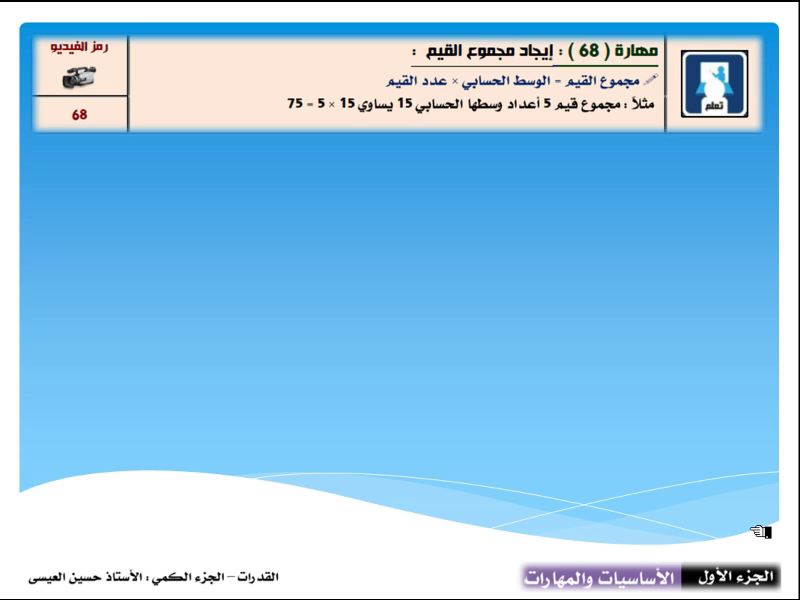 مهارة ( 68 ) : إيجاد مجموع القيم :
مجموع القيم = الوسط الحسابي × عدد القيم
مثلاً : مجموع قيم 5 أعداد وسطها الحسابي 15 يساوي 15 × 5 = 75
تعلم
رمز الفيديو
68
الجزء الأول الأساسيات والمهارات
القدرات – الجزء الكمي : الأستاذ حسين العيسى